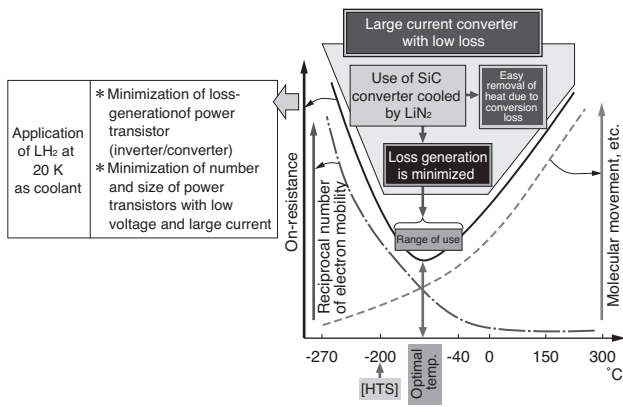 Large current converter
with low loss
Use of SiC
converter cooled
by LiN₂
Easy
removal of
heat due to
conversion
loss
Loss generation
is minimized
Range of use
Application
of LH₂ at
20 K
as coolant
* Minimization of loss-
generationof power
transistor
(inverter/converter)
* Minimization of number
and size of power
transistors with low
voltage and large current
On-resistance
Reciprocal number
of electron mobility
Molecular movement, etc.
-270
-200
-40
0
150
300
°C
[HTS]
Optimal
temp.